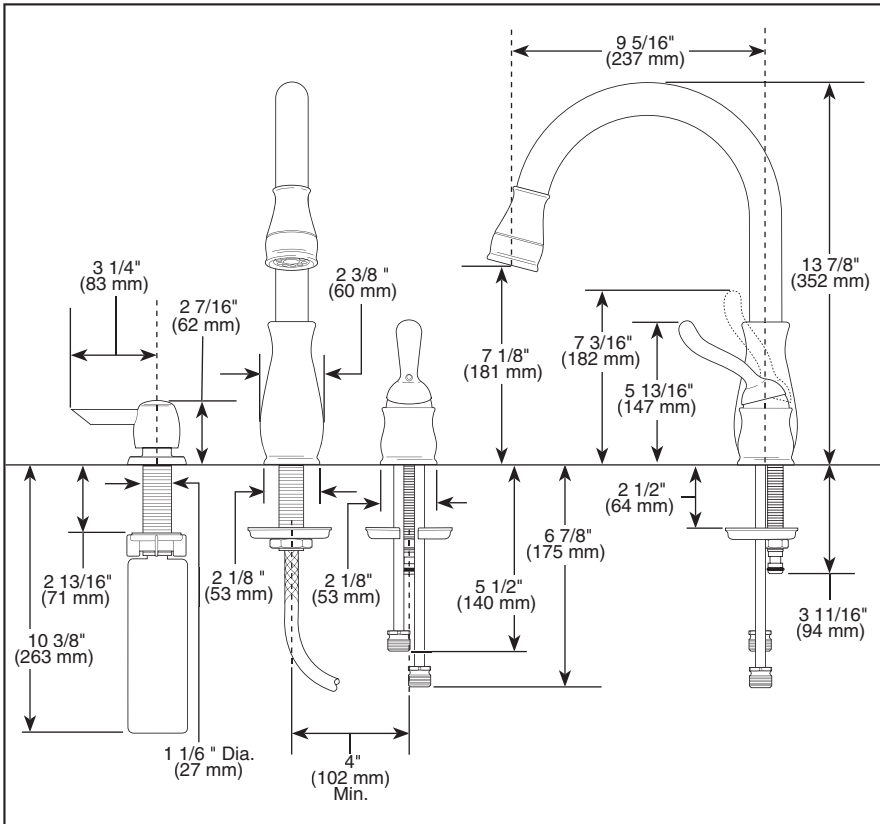 9 5/16"
(237 mm)
3 1/4"
(83 mm)
2 7/16"
(62 mm)
2 3/8 "
(60 mm)
13 7/8"
(352 mm)
7 1/8"
(181 mm)
7 3/16"
(182 mm)
5 13/16"
(147 mm)
2 1/2"
(64 mm)
6 7/8"
(175 mm)
2 13/16"
(71 mm)
2 1/8 "
(53 mm)
2 1/8"
(53 mm)
5 1/2"
(140 mm)
3 11/16"
(94 mm)
10 3/8"
(263 mm)
1 1/6 " Dia.
(27 mm)
4"
(102 mm)
Min.